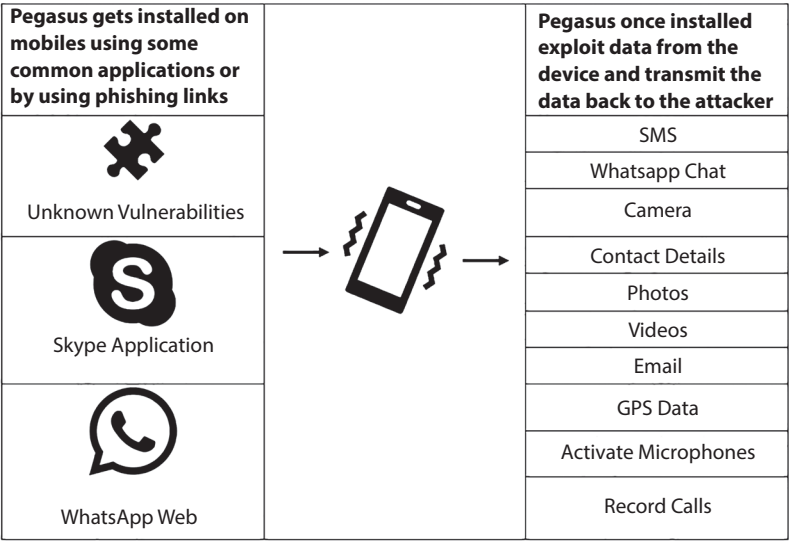 Pegasus gets installed on
mobiles using some
common applications or
by using phishing links
Unknown Vulnerabilities
S
Skype Application
WhatsApp Web
Pegasus once installed
exploit data from the
device and transmit the
data back to the attacker
SMS
Whatsapp Chat
Camera
Contact Details
Photos
Videos
Email
GPS Data
Activate Microphones
Record Calls